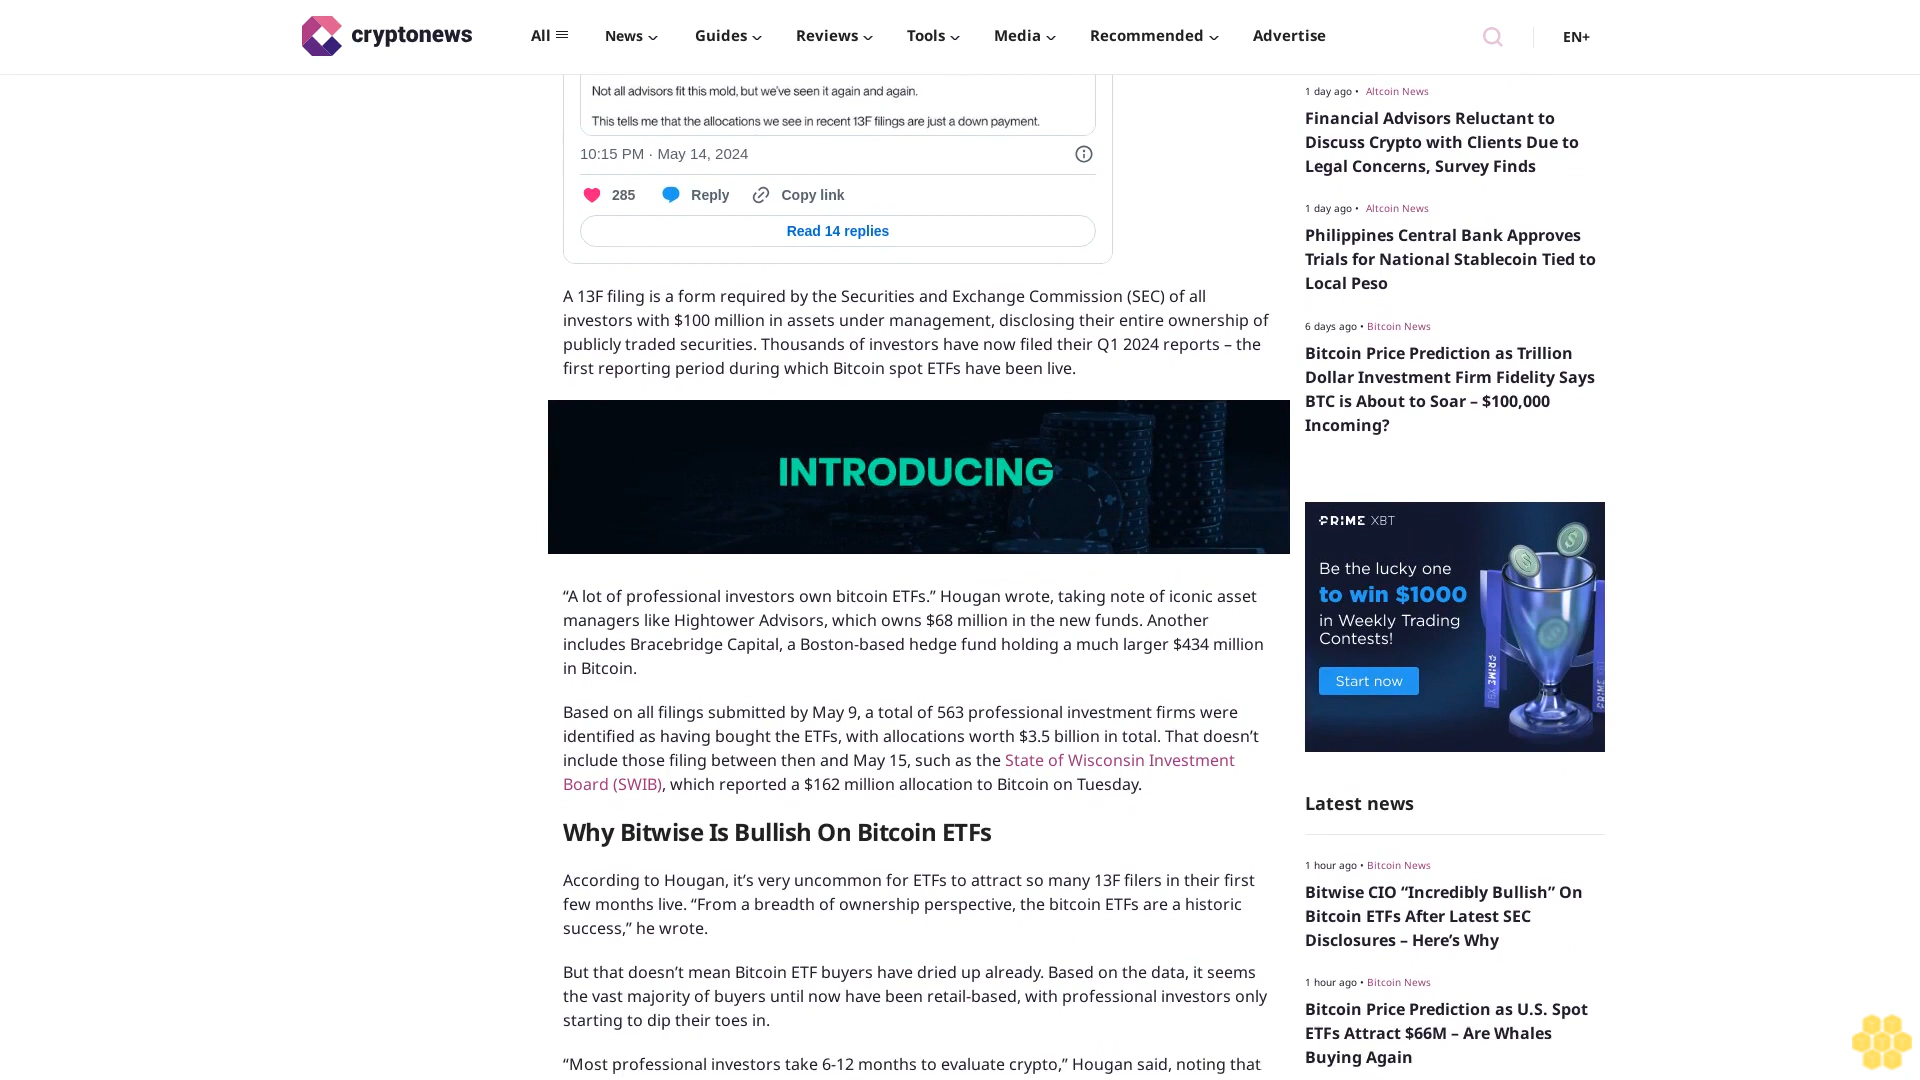 cryptonews
All
News
Guides
Reviews
Tools
Media
Recommended
Advertise
EN+
Not all advisors fit this mold, but we've seen it again and again.
This tells me that the allocations we see in recent 13F filings are just a down payment.
10:15 PM · May 14, 2024
285
Reply
Copy link
Read 14 replies
A 13F filing is a form required by the Securities and Exchange Commission (SEC) of all
investors with $100 million in assets under management, disclosing their entire ownership of
publicly traded securities. Thousands of investors have now filed their Q1 2024 reports – the
first reporting period during which Bitcoin spot ETFs have been live.
INTRODUCING
“A lot of professional investors own bitcoin ETFs.” Hougan wrote, taking note of iconic asset
managers like Hightower Advisors, which owns $68 million in the new funds. Another
includes Bracebridge Capital, a Boston-based hedge fund holding a much larger $434 million
in Bitcoin.
Based on all filings submitted by May 9, a total of 563 professional investment firms were
identified as having bought the ETFs, with allocations worth $3.5 billion in total. That doesn’t
include those filing between then and May 15, such as the State of Wisconsin Investment
Board (SWIB), which reported a $162 million allocation to Bitcoin on Tuesday.
Why Bitwise Is Bullish On Bitcoin ETFs
According to Hougan, it’s very uncommon for ETFs to attract so many 13F filers in their first
few months live. “From a breadth of ownership perspective, the bitcoin ETFs are a historic
success,” he wrote.
But that doesn’t mean Bitcoin ETF buyers have dried up already. Based on the data, it seems
the vast majority of buyers until now have been retail-based, with professional investors only
starting to dip their toes in.
“Most professional investors take 6-12 months to evaluate crypto,” Hougan said, noting that
1 day ago • Altcoin News
Financial Advisors Reluctant to
Discuss Crypto with Clients Due to
Legal Concerns, Survey Finds
1 day ago • Altcoin News
Philippines Central Bank Approves
Trials for National Stablecoin Tied to
Local Peso
6 days ago • Bitcoin News
Bitcoin Price Prediction as Trillion
Dollar Investment Firm Fidelity Says
BTC is About to Soar – $100,000
Incoming?
PRIME XBT
Be the lucky one
to win $1000
in Weekly Trading
Contests!
Start now
PRIME XBT
PRIME XBT
Latest news
1 hour ago • Bitcoin News
Bitwise CIO “Incredibly Bullish” On
Bitcoin ETFs After Latest SEC
Disclosures – Here’s Why
1 hour ago • Bitcoin News
Bitcoin Price Prediction as U.S. Spot
ETFs Attract $66M – Are Whales
Buying Again